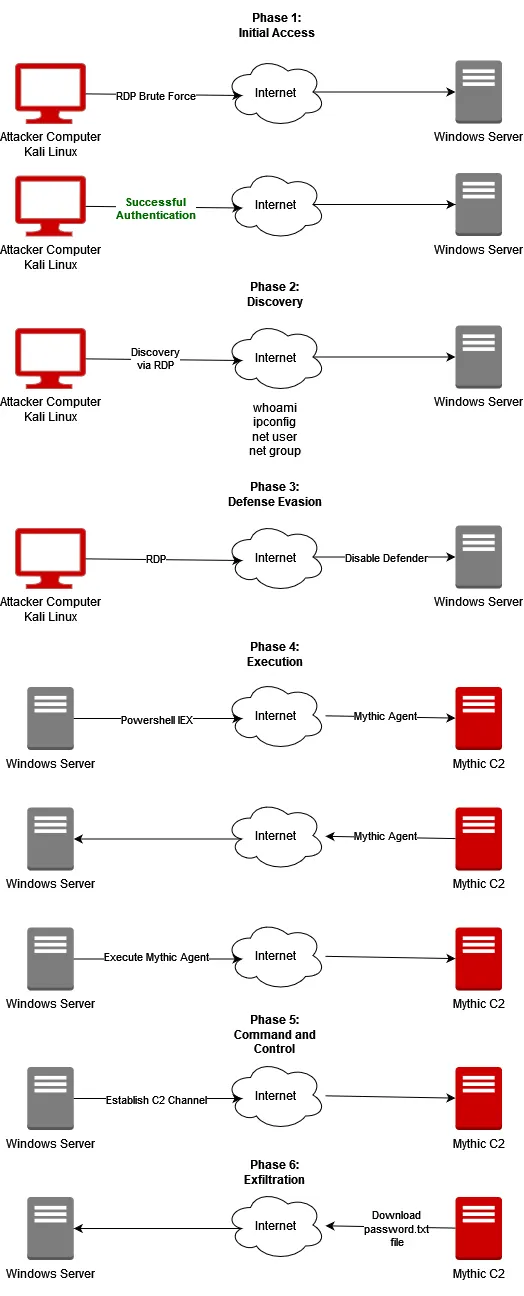 Phase 1:
Initial Access
RDP Brute Force
Internet
Attacker Computer
Kali Linux
Windows Server
Successful
Authentication
Internet
Attacker Computer
Kali Linux
Windows Server
Phase 2:
Discovery
Discovery
via RDP
Internet
Attacker Computer
Kali Linux
Windows Server
whoami
ipconfig
net user
net group
Phase 3:
Defense Evasion
RDP
Internet
Disable Defender
Attacker Computer
Kali Linux
Windows Server
Phase 4:
Execution
Powershell IEX
Internet
Mythic Agent
Windows Server
Mythic C2
Internet
Mythic Agent
Windows Server
Mythic C2
Execute Mythic Agent
Internet
Windows Server
Mythic C2
Phase 5:
Command and
Control
Establish C2 Channel
Internet
Windows Server
Mythic C2
Phase 6:
Exfiltration
Internet
Download
password.txt
file
Windows Server
Mythic C2